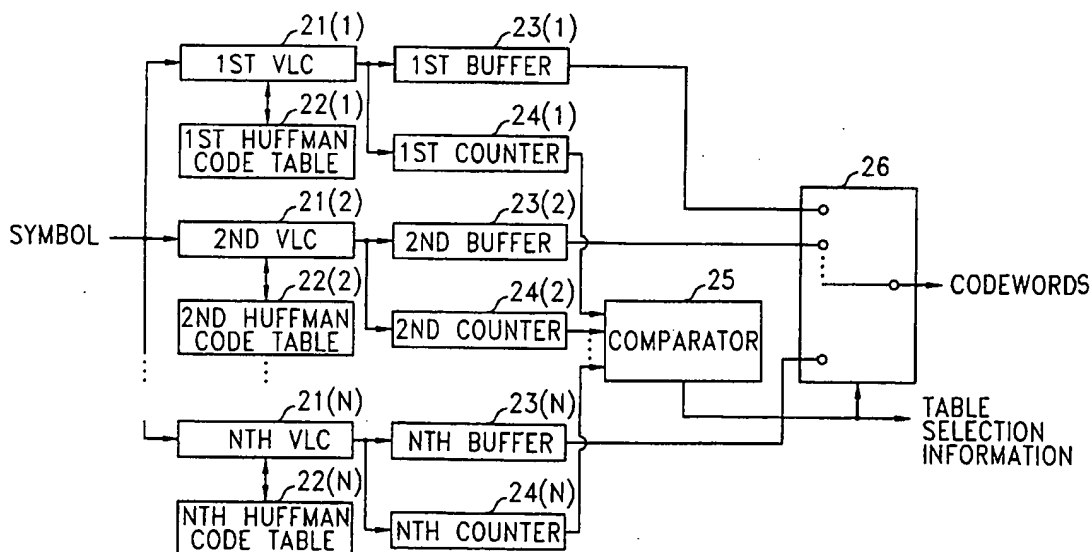 21(1)
1ST VLC
23(1)
1ST BUFFER
22(1)
1ST HUFFMAN
CODE TABLE
24(1)
1ST COUNTER
26
SYMBOL
21(2)
2ND VLC
23(2)
2ND BUFFER
CODEWORDS
22(2)
2ND HUFFMAN
CODE TABLE
24(2)
2ND COUNTER
25
COMPARATOR
21(N)
NTH VLC
23(N)
NTH BUFFER
TABLE
SELECTION
INFORMATION
22(N)
NTH HUFFMAN
CODE TABLE
24(N)
NTH COUNTER